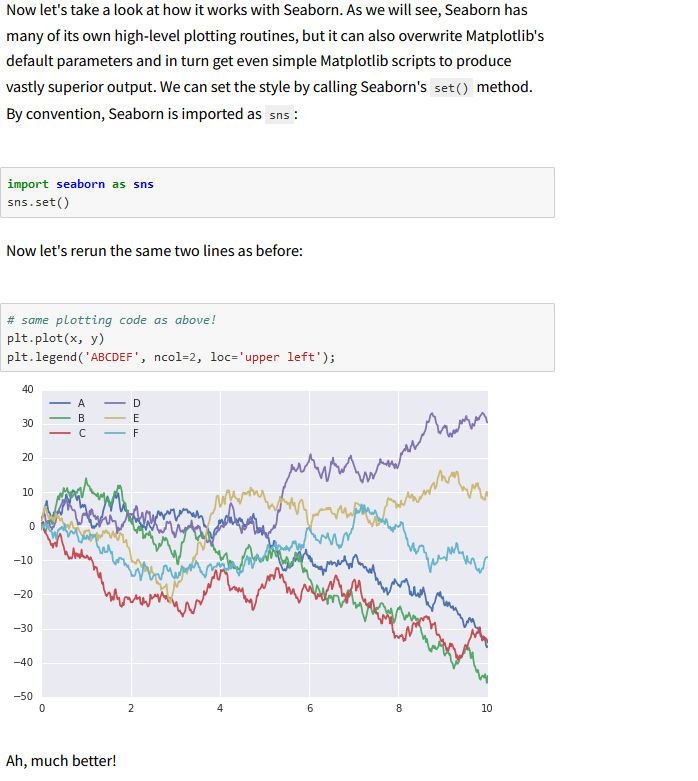 Now let's take a look at how it works with Seaborn. As we will see, Seaborn has
many of its own high-level plotting routines, but it can also overwrite Matplotlib's
default parameters and in turn get even simple Matplotlib scripts to produce
vastly superior output. We can set the style by calling Seaborn's set() method.
By convention, Seaborn is imported as sns :
import seaborn as sns
sns.set()
Now let's rerun the same two lines as before:
# same plotting code as above!
plt.plot(x, y)
plt.legend('ABCDEF', ncol=2, loc='upper left');
40
A D
30
B E
C F
20
10
0
−10
−20
−30
−40
−50
0 2 4 6 8 10
Ah, much better!